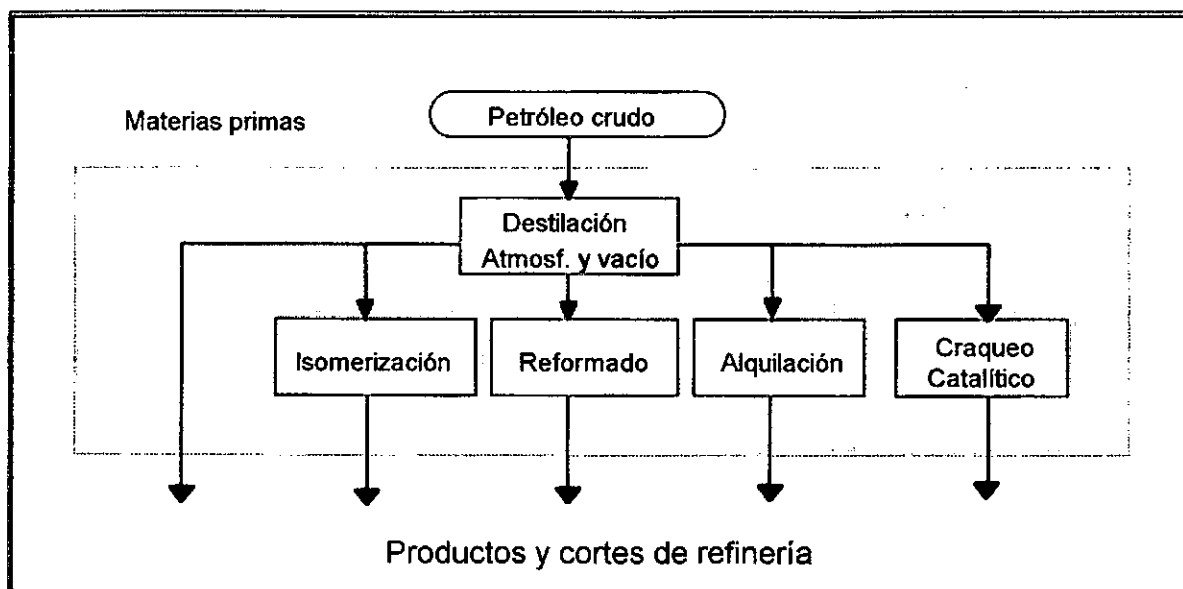 Materias primas
Petróleo crudo
Destilación
Atmosf. y vacío
Isomerización
Reformado
Alquilación
Craqueo
Catalítico
Productos y cortes de refinería